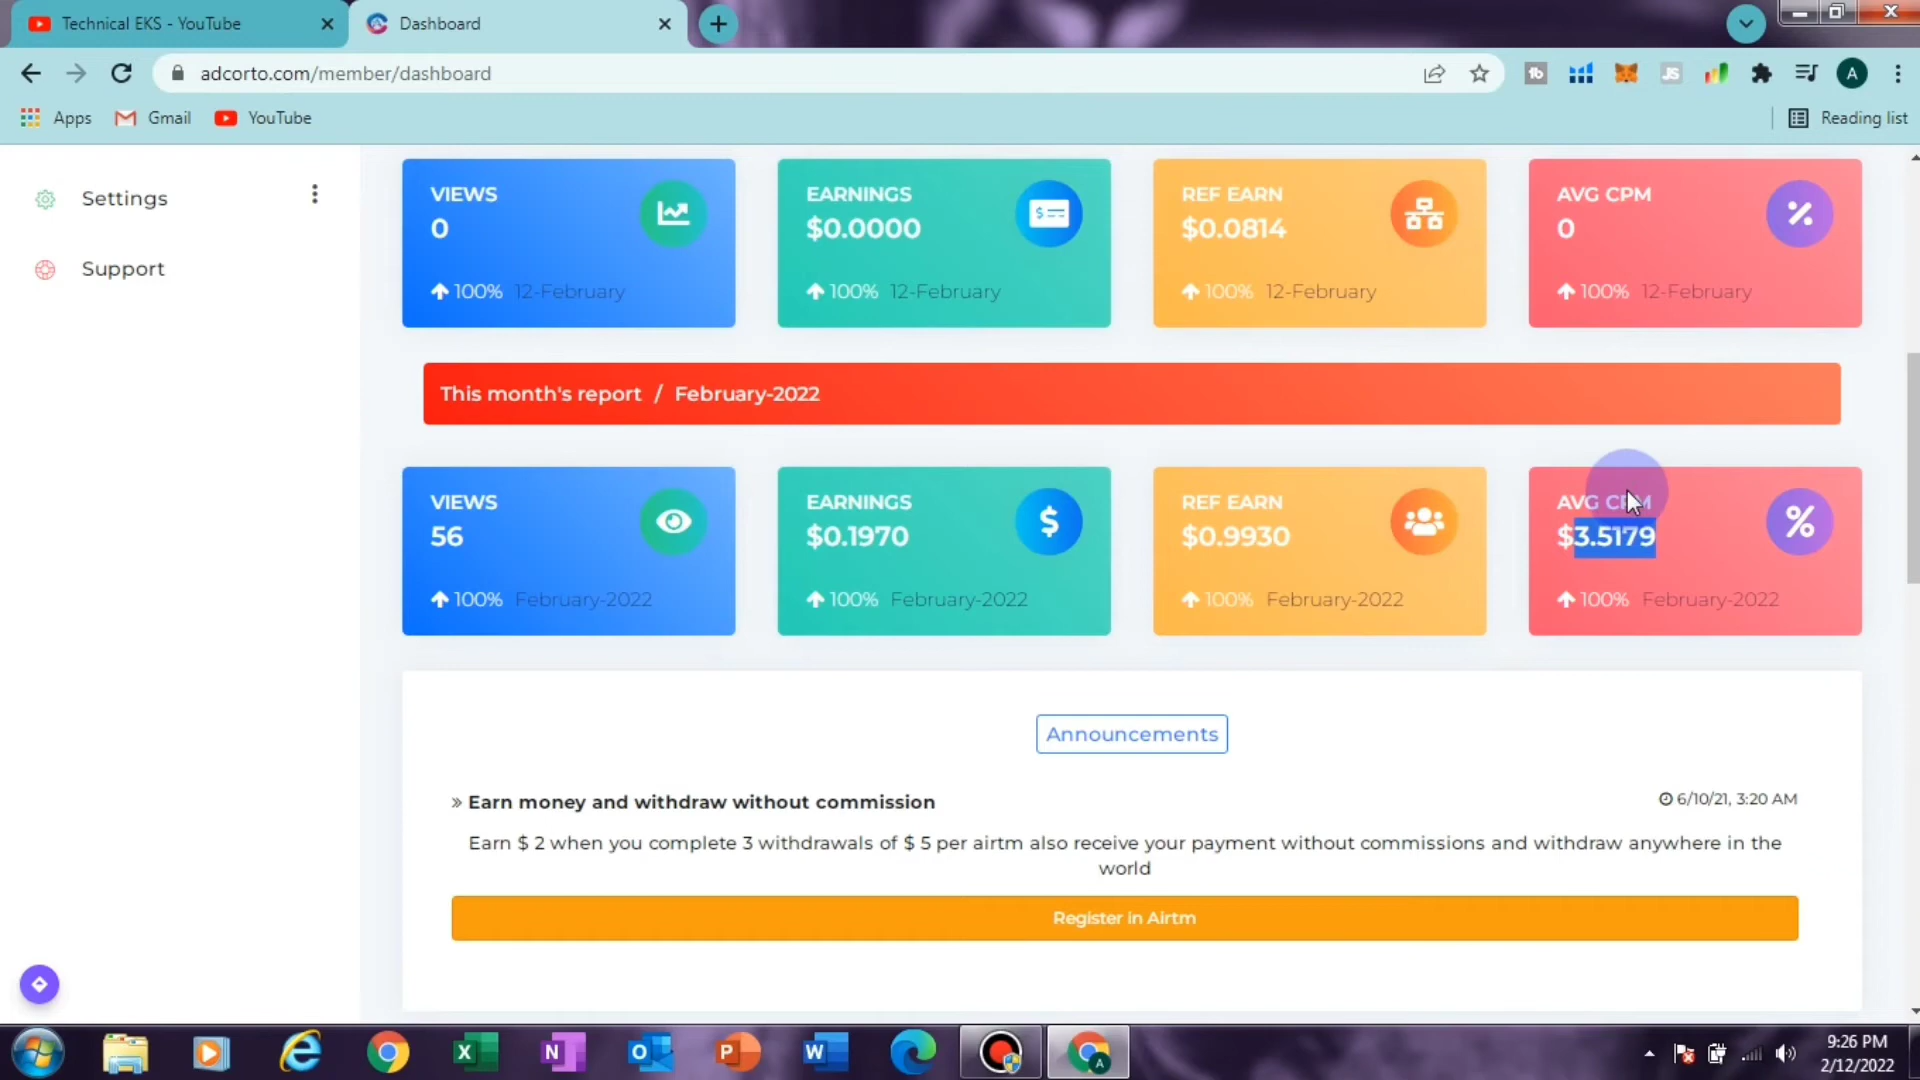 Technical EKS - YouTube
Dashboard
adcorto.com/member/dashboard
Apps
Gmail
YouTube
Reading list
Settings
Support
VIEWS
0
100% 12-February
EARNINGS
$0.0000
100% 12-February
REF EARN
$0.0814
100% 12-February
AVG CPM
0
100% 12-February
This month's report / February-2022
VIEWS
56
100% February-2022
EARNINGS
$0.1970
100% February-2022
REF EARN
$0.9930
100% February-2022
AVG CPM
$3.5179
100% February-2022
Announcements
» Earn money and withdraw without commission
6/10/21, 3:20 AM
Earn $ 2 when you complete 3 withdrawals of $ 5 per airtm also receive your payment without commissions and withdraw anywhere in the
world
Register in Airtm
9:26 PM
2/12/2022